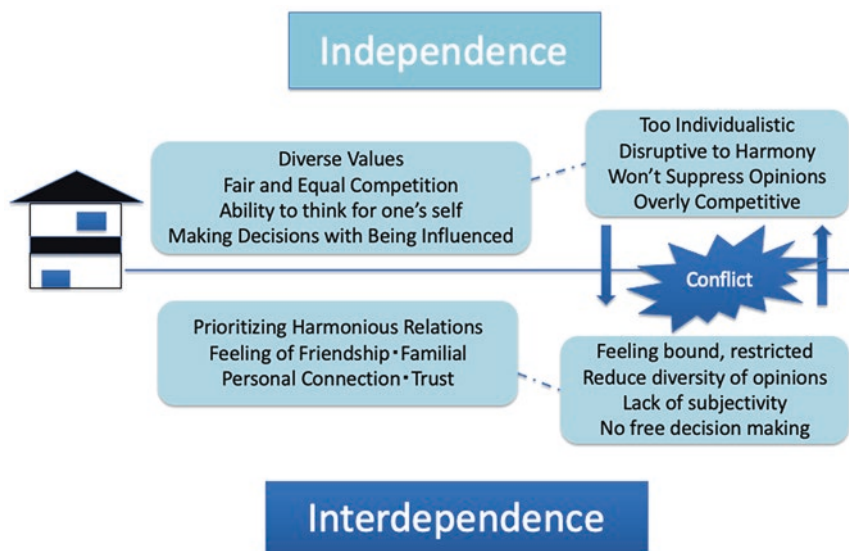 Independence
Diverse Values
Fair and Equal Competition
Ability to think for one's self
Making Decisions with Being Influenced
Too Individualistic
Disruptive to Harmony
Won't Suppress Opinions
Overly Competitive
Conflict
Prioritizing Harmonious Relations
Feeling of Friendship・Familial
Personal Connection・Trust
Feeling bound, restricted
Reduce diversity of opinions
Lack of subjectivity
No free decision making
Interdependence